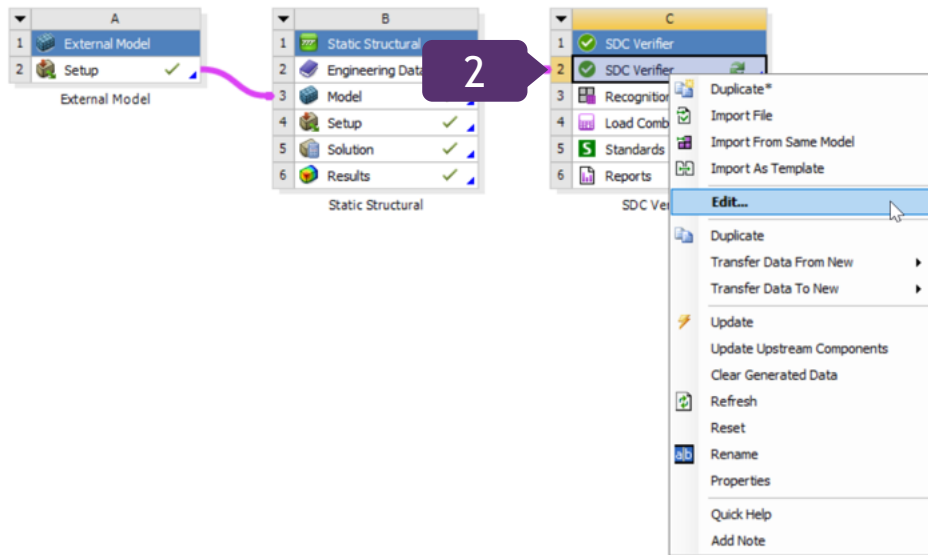 A
1 External Model
2 Setup
External Model
B
1 Static Structural
2 Engineering Data
3 Model
4 Setup
5 Solution
6 Results
Static Structural
2
C
1 SDC Verifier
2 SDC Verifier
3 Recognition
4 Load Comb
5 Standards
6 Reports
SDC Ver
Duplicate*
Import File
Import From Same Model
Import As Template
Edit...
Duplicate
Transfer Data From New
Transfer Data To New
Update
Update Upstream Components
Clear Generated Data
Refresh
Reset
Rename
Properties
Quick Help
Add Note